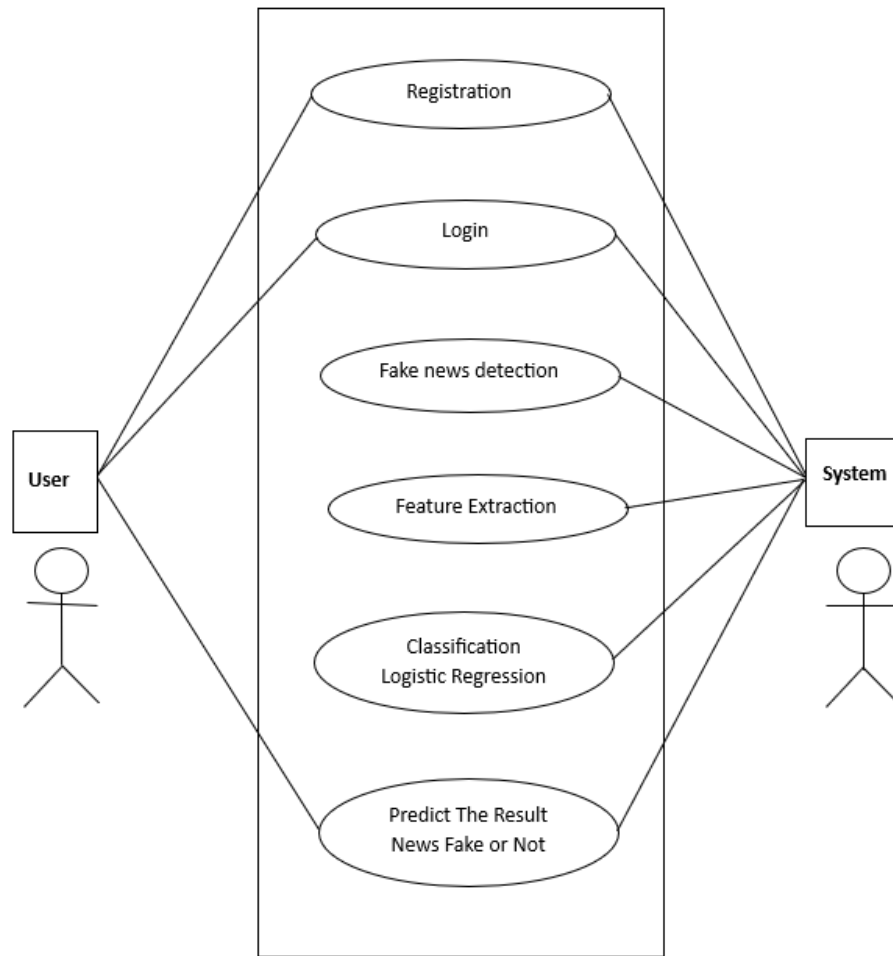 Registration
Login
Fake news detection
User
System
Feature Extraction
Classification
Logistic Regression
Predict The Result
News Fake or Not